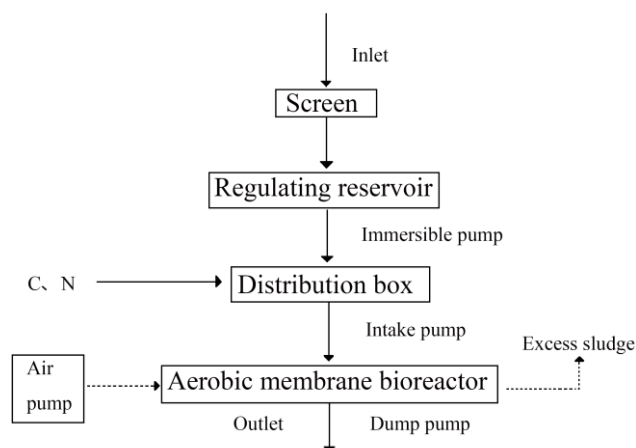 Inlet
Screen
Regulating reservoir
Immersible pump
C、N
Distribution box
Intake pump
Excess sludge
Air
pump
Aerobic membrane bioreactor
Outlet
Dump pump